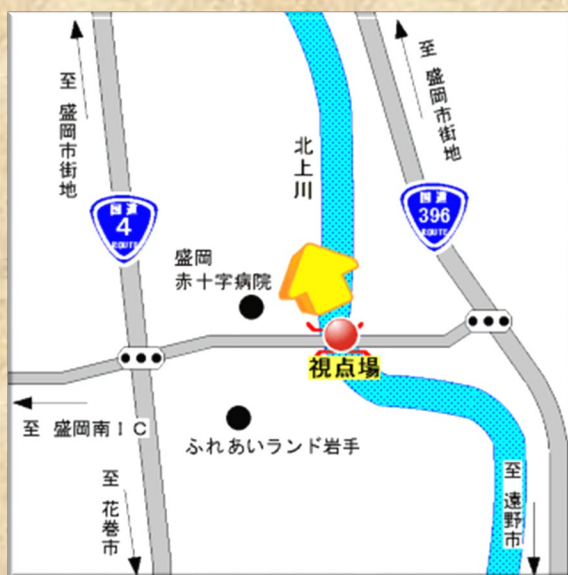 至 盛岡市街地
至 盛岡市街地
北上川
国道
4
ROUTE
国道
396
ROUTE
盛岡
赤十字病院
視点場
至 盛岡南IC
ふれあいランド岩手
至 花巻市
至 遠野市